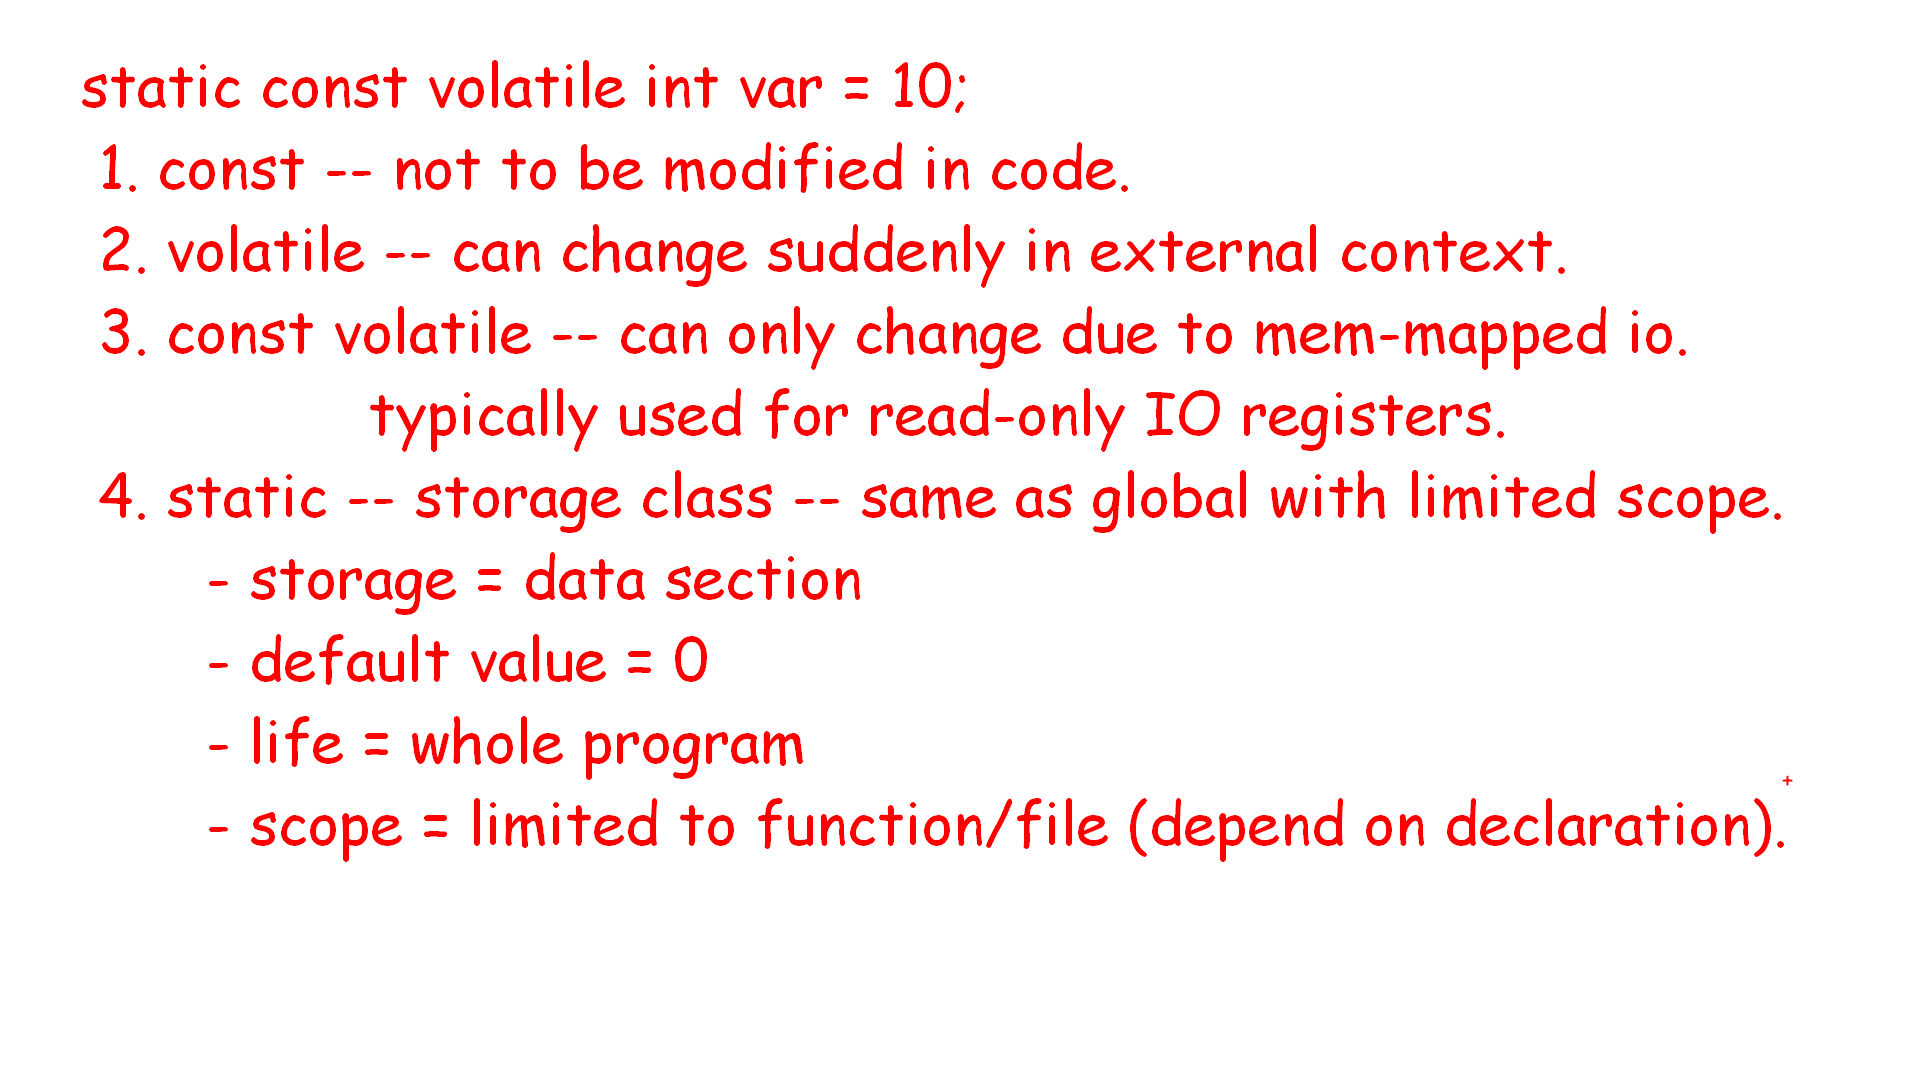 static const volatile int var = 10;
1. const -- not to be modified in code.
2. volatile -- can change suddenly in external context.
3. const volatile -- can only change due to mem-mapped io.
typically used for read-only IO registers.
4. static -- storage class -- same as global with limited scope.
- storage = data section
- default value = 0
- life = whole program
- scope = limited to function/file (depend on declaration).